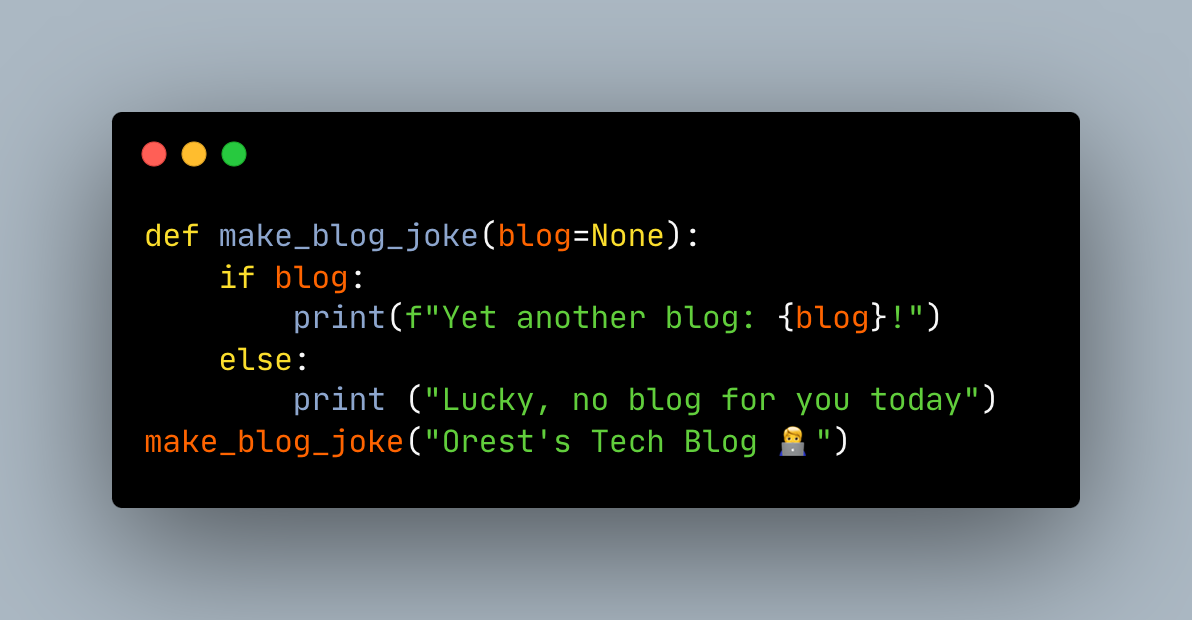 def make_blog_joke(blog=None):
    if blog:
        print(f"Yet another blog: {blog}!")
    else:
        print ("Lucky, no blog for you today")
make_blog_joke("Orest's Tech Blog 👨‍💻")